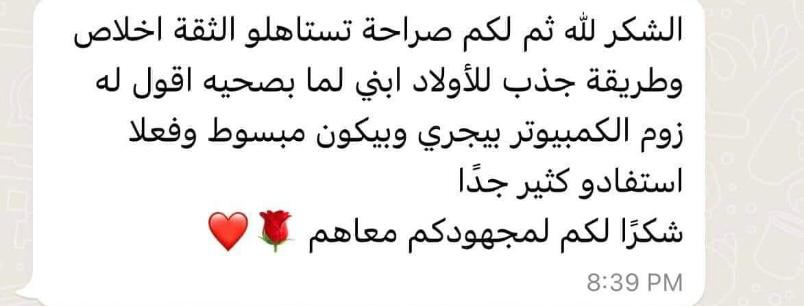 الشكر لله ثم لكم صراحة تستاهلو الثقة اخلاص
وطريقة جذب للأولاد ابني لما بصحيه اقول له
زوم الكمبيوتر بيجري وبيكون مبسوط وفعلا
استفادو كثير جدًا
شكرًا لكم لمجهودكم معاهم 🌹❤️
8:39 PM